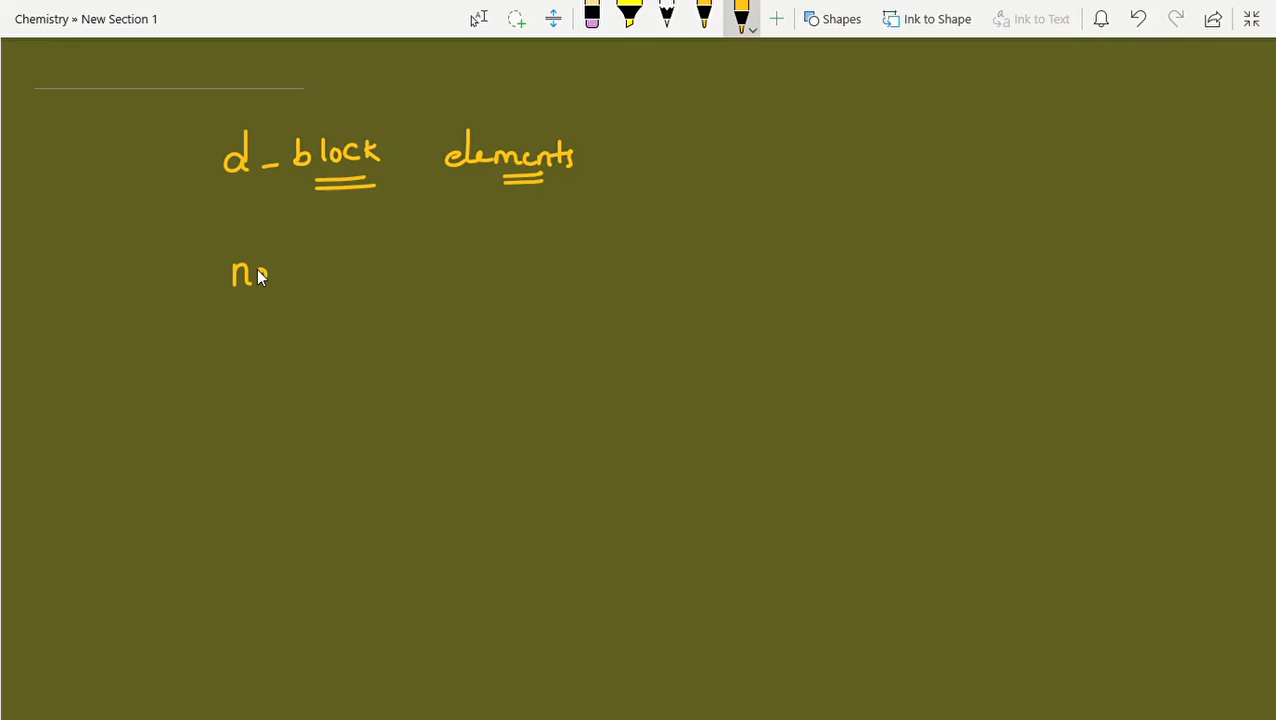 Chemistry » New Section 1
Shapes
Ink to Shape
Ink to Text
d - block elements